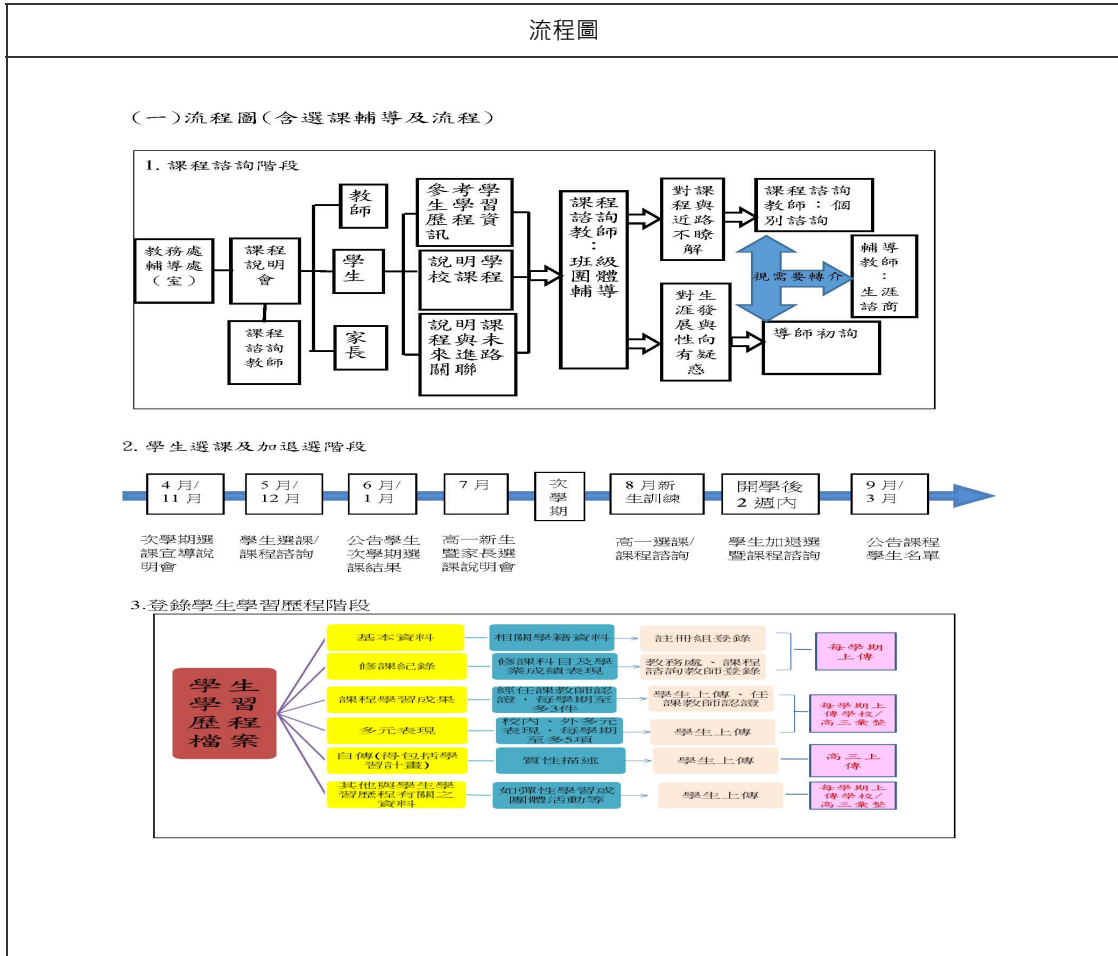 流程圖
(一)流程圖(含選課輔導及流程)
1. 課程諮詢階段
教務處
輔導處
(室)
課程
說明
會
課程
諮詢
教師
教
師
學
生
家
長
參考學
生學習
歷程資
訊
說明學
校課程
說明課
程與未
來進路
關聯
課程
諮詢
教師
:
班級
團體
輔導
對課
程與
近路
不瞭
解
對生
涯發
展與
性向
有疑
惑
課程諮詢
教師:個
別諮詢
視需要轉介
輔導
教師
:
生涯
諮商
導師初詢
2. 學生選課及加退選階段
4 月/
11 月
5 月/
12 月
6 月/
1 月
7 月
次
學
期
8 月新
生訓練
開學後
2 週內
9 月/
3 月
次學期選
課宣導說
明會
學生選課/
課程諮詢
公告學生
次學期選
課結果
高一新生
暨家長選
課說明會
高一選課/
課程諮詢
學生加退選
暨課程諮詢
公告課程
學生名單
3.登錄學生學習歷程階段
學生
學習
歷程
檔案
基本資料
相關學籍資料
註冊組登錄
每學期
上傳
修課紀錄
修課科目及學
業成績表現
教務處、課程
諮詢教師登錄
課程學習成果
經任課教師認
證,每學期至
多3件
學生上傳、任
課教師認證
每學期上
傳學校/
高三彙整
多元表現
校內、外多元
表現,每學期
至多5項
學生上傳
自傳(得包括學
習計畫)
質性描述
學生上傳
高三上
傳
其他與學生學
習歷程有關之
資料
如彈性學習或
團體活動等
學生上傳
每學期上
傳學校/
高三彙整